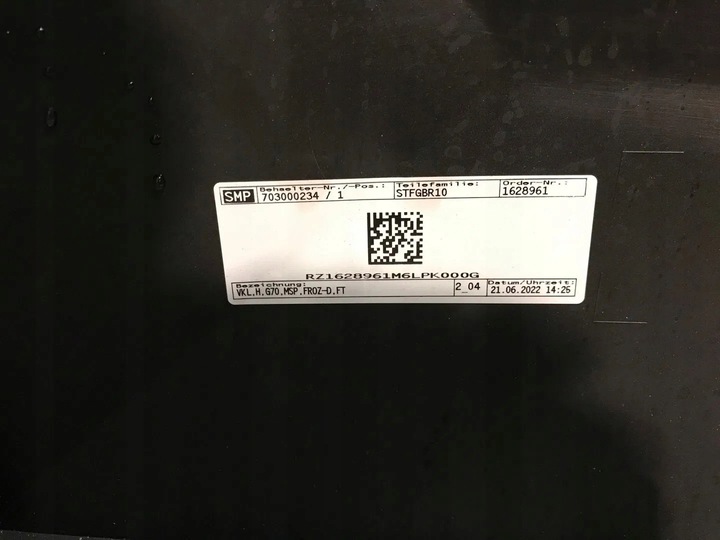 SMP
Behaelter-Nr./-Pos.: Teilefamilie: Order-Nr.:
703000234 / 1 STFGBR10 1628961
RZ1628961M6LPK000G
Bezeichnung: 2_04 Datum/Uhrzeit:
VKL.H.G70.MSP.FROZ-D.FT 21.06.2022 14:26